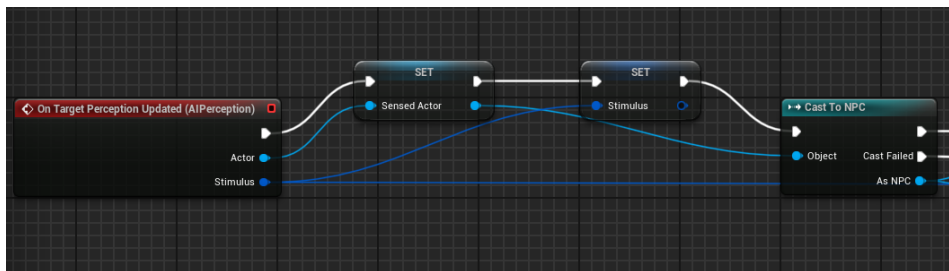 SET
SET
Sensed Actor
Stimulus
On Target Perception Updated (AIPerception)
Actor
Stimulus
Cast To NPC
Object
Cast Failed
As NPC